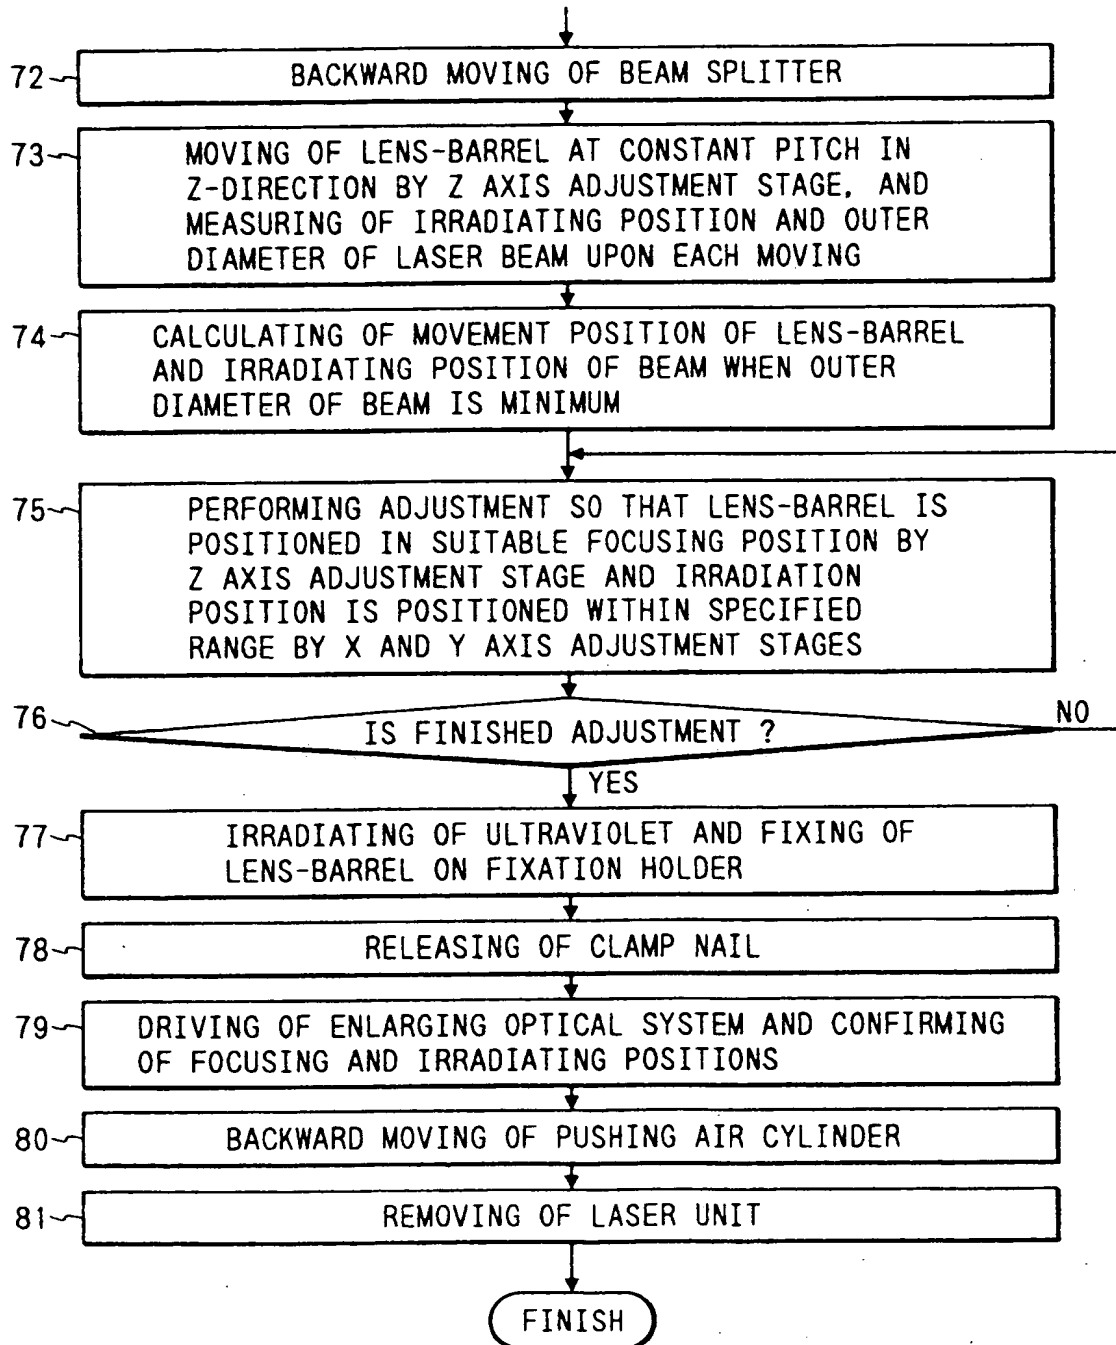 72
BACKWARD MOVING OF BEAM SPLITTER
73
MOVING OF LENS-BARREL AT CONSTANT PITCH IN
Z-DIRECTION BY Z AXIS ADJUSTMENT STAGE, AND
MEASURING OF IRRADIATING POSITION AND OUTER
DIAMETER OF LASER BEAM UPON EACH MOVING
74
CALCULATING OF MOVEMENT POSITION OF LENS-BARREL
AND IRRADIATING POSITION OF BEAM WHEN OUTER
DIAMETER OF BEAM IS MINIMUM
75
PERFORMING ADJUSTMENT SO THAT LENS-BARREL IS
POSITIONED IN SUITABLE FOCUSING POSITION BY
Z AXIS ADJUSTMENT STAGE AND IRRADIATION
POSITION IS POSITIONED WITHIN SPECIFIED
RANGE BY X AND Y AXIS ADJUSTMENT STAGES
76
IS FINISHED ADJUSTMENT ?
NO
YES
77
IRRADIATING OF ULTRAVIOLET AND FIXING OF
LENS-BARREL ON FIXATION HOLDER
78
RELEASING OF CLAMP NAIL
79
DRIVING OF ENLARGING OPTICAL SYSTEM AND CONFIRMING
OF FOCUSING AND IRRADIATING POSITIONS
80
BACKWARD MOVING OF PUSHING AIR CYLINDER
81
REMOVING OF LASER UNIT
FINISH